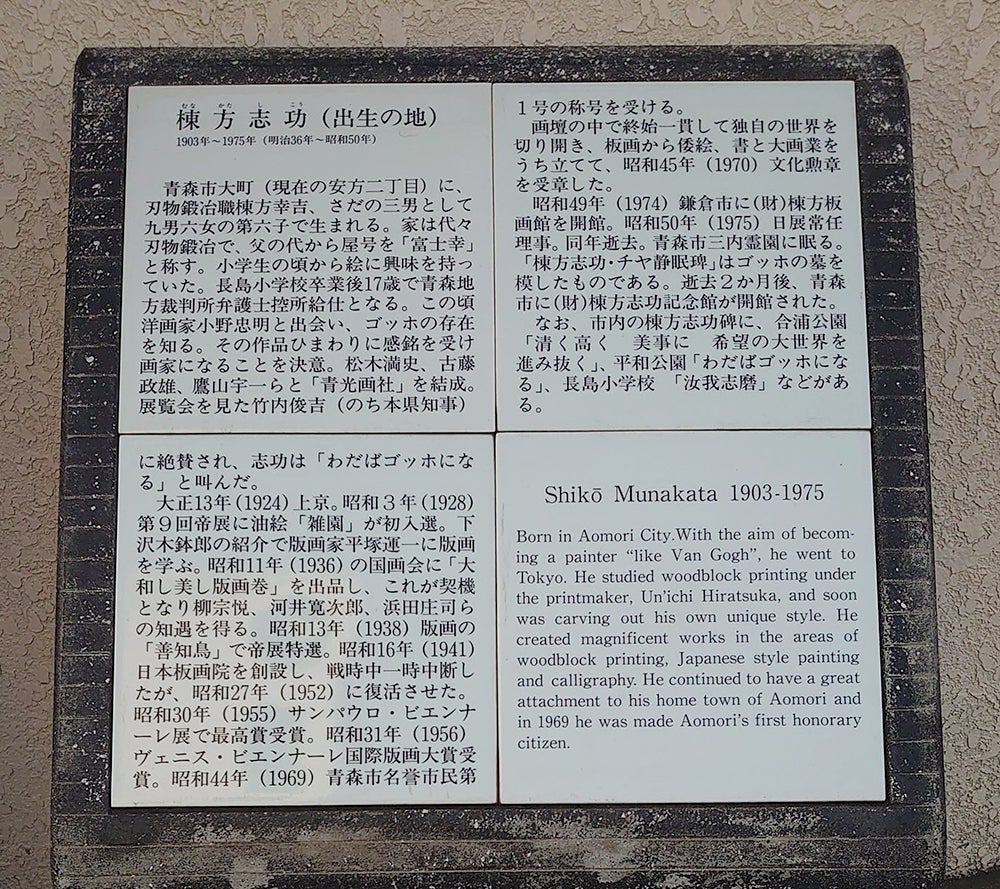 むな かた し こう
棟方志功(出生の地)
1903年～1975年(明治36年～昭和50年)
青森市大町(現在の安方二丁目)に、
刃物鍛冶職棟方幸吉、さだの三男として
九男六女の第六子で生まれる。家は代々
刃物鍛冶で、父の代から屋号を「富士幸」
と称す。小学生の頃から絵に興味を持っ
ていた。長島小学校卒業後17歳で青森地
方裁判所弁護士控所給仕となる。この頃
洋画家小野忠明と出会い、ゴッホの存在
を知る。その作品ひまわりに感銘を受け
画家になることを決意。松木満史、古藤
政雄、鷹山宇一らと「青光画社」を結成。
展覧会を見た竹内俊吉(のち本県知事)
に絶賛され、志功は「わだばゴッホにな
る」と叫んだ。
大正13年(1924)上京。昭和3年(1928)
第9回帝展に油絵「雑園」が初入選。下
沢木鉢郎の紹介で版画家平塚運一に版画
を学ぶ。昭和11年(1936)の国画会に「大
和し美し版画巻」を出品し、これが契機
となり柳宗悦、河井寛次郎、浜田庄司ら
の知遇を得る。昭和13年(1938)版画の
「善知鳥」で帝展特選。昭和16年(1941)
日本板画院を創設し、戦時中一時中断し
たが、昭和27年(1952)に復活させた。
昭和30年(1955)サンパウロ・ビエンナ
ーレ展で最高賞受賞。昭和31年(1956)
ヴェニス・ビエンナーレ国際版画大賞受
賞。昭和44年(1969)青森市名誉市民第
1号の称号を受ける。
画壇の中で終始一貫して独自の世界を
切り開き、板画から倭絵、書と大画業を
うち立てて、昭和45年(1970)文化勲章
を受章した。
昭和49年(1974)鎌倉市に(財)棟方板
画館を開館。昭和50年(1975)日展常任
理事。同年逝去。青森市三内霊園に眠る。
「棟方志功・チヤ静眠碑」はゴッホの墓を
模したものである。逝去2か月後、青森
市に(財)棟方志功記念館が開館された。
なお、市内の棟方志功碑に、合浦公園
「清く高く 美事に 希望の大世界を
進み抜く」、平和公園「わだばゴッホにな
る」、長島小学校 「汝我志磨」などがあ
る。
Shikō Munakata 1903-1975
Born in Aomori City.With the aim of becom-
ing a painter “like Van Gogh”, he went to
Tokyo. He studied woodblock printing under
the printmaker, Un’ichi Hiratsuka, and soon
was carving out his own unique style. He
created magnificent works in the areas of
woodblock printing, Japanese style painting
and calligraphy. He continued to have a great
attachment to his home town of Aomori and
in 1969 he was made Aomori’s first honorary
citizen.